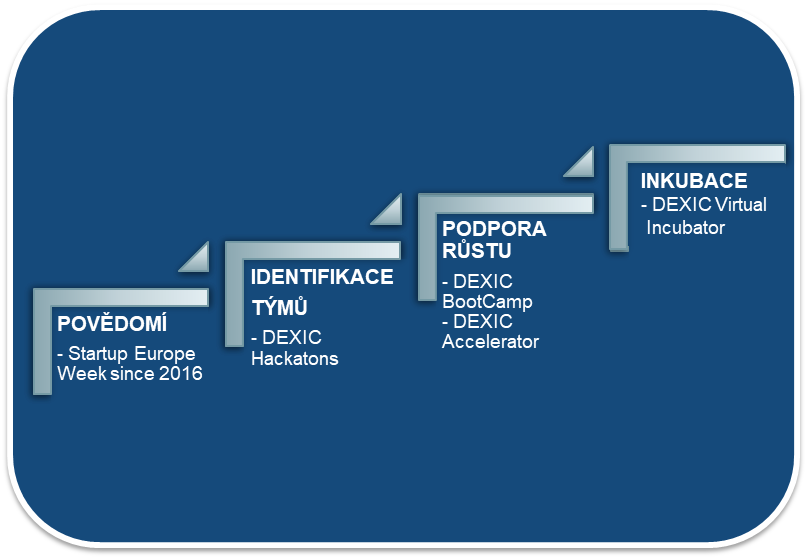 POVĚDOMÍ
- Startup Europe
Week since 2016
IDENTIFIKACE
TÝMŮ
- DEXIC
Hackatons
PODPORA
RŮSTU
- DEXIC
BootCamp
- DEXIC
Accelerator
INKUBACE
- DEXIC Virtual
Incubator